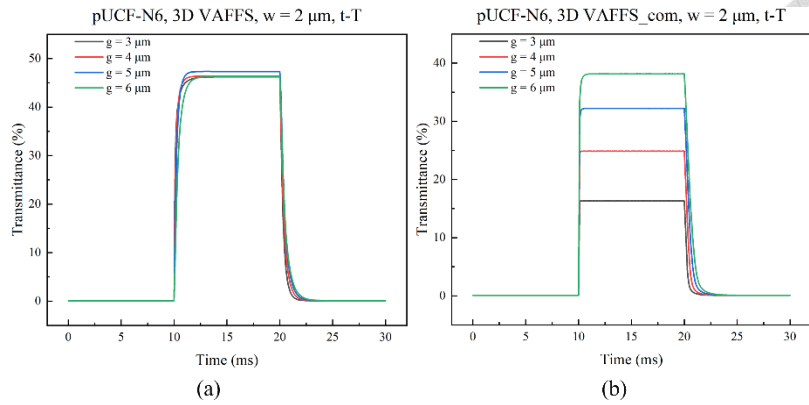 pUCF-N6, 3D VAFFS, w = 2 μm, t-T
g = 3 μm
g = 4 μm
g = 5 μm
g = 6 μm
Transmittance (%)
50
40
30
20
10
0
0 5 10 15 20 25 30
Time (ms)
(a)
pUCF-N6, 3D VAFFS_com, w = 2 μm, t-T
g = 3 μm
g = 4 μm
g = 5 μm
g = 6 μm
Transmittance (%)
40
30
20
10
0
0 5 10 15 20 25 30
Time (ms)
(b)